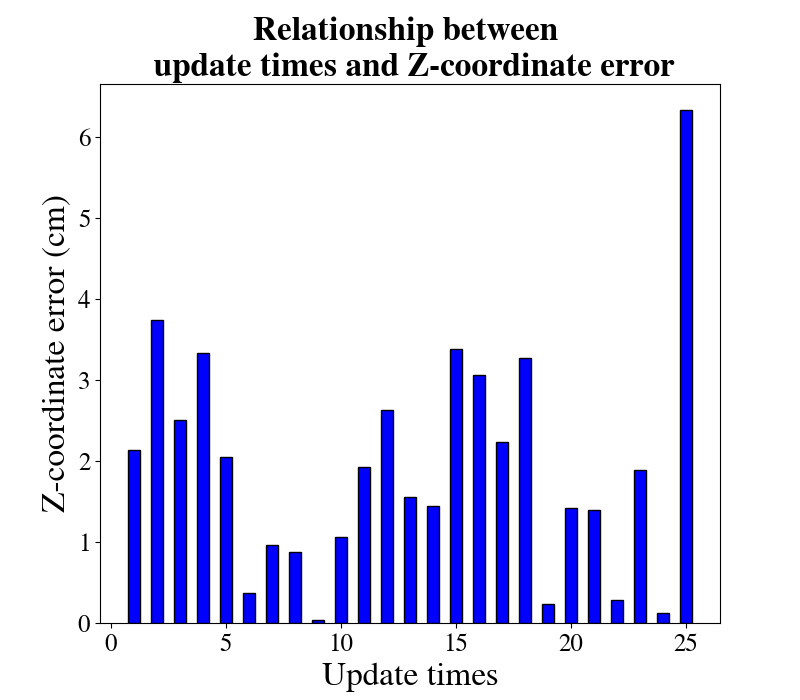 Relationship between
update times and Z-coordinate error
Z-coordinate error (cm)
6
5
4
3
2
1
0
0 5 10 15 20 25
Update times